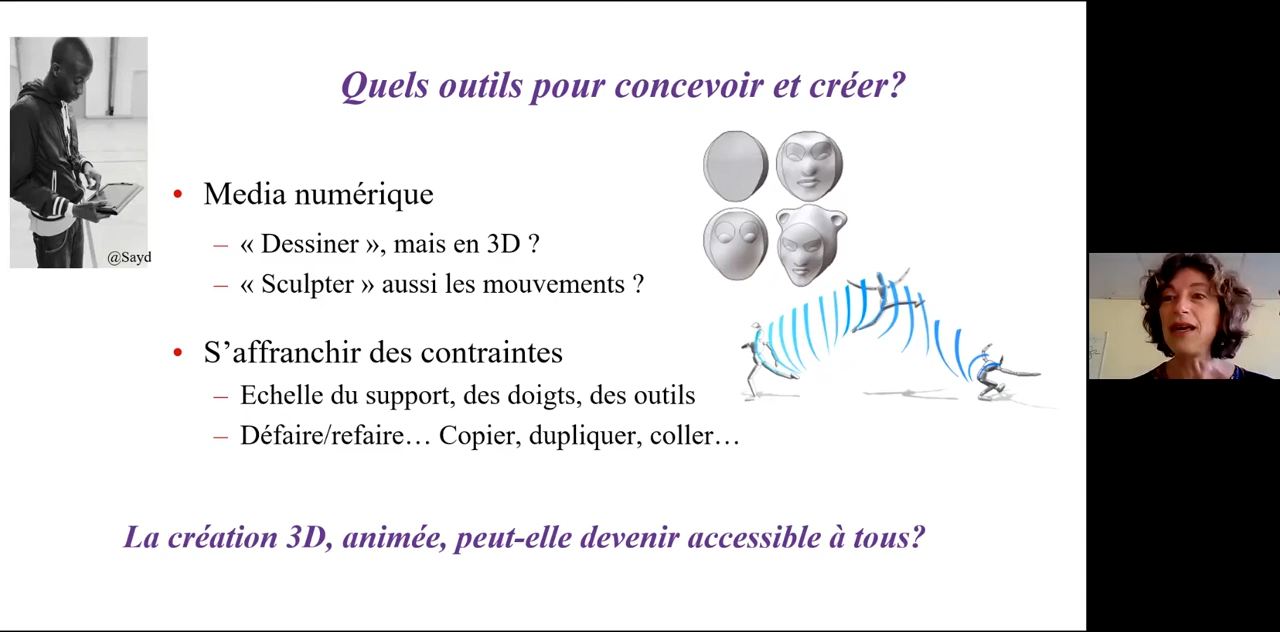 Quels outils pour concevoir et créer?
@Sayd
• Media numérique
– « Dessiner », mais en 3D ?
– « Sculpter » aussi les mouvements ?
• S’affranchir des contraintes
– Echelle du support, des doigts, des outils
– Défaire/refaire… Copier, dupliquer, coller…
La création 3D, animée, peut-elle devenir accessible à tous?